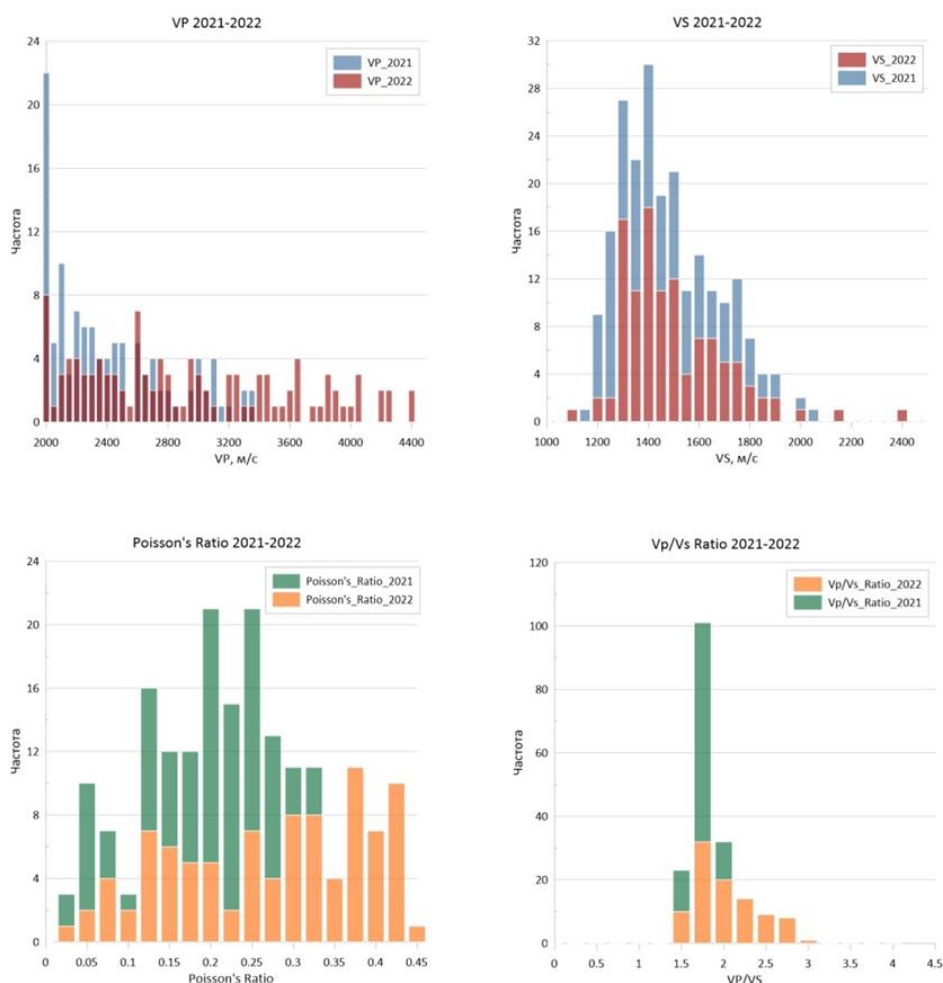 VP 2021-2022
24
20
16
12
8
4
0
Частота
VP_2021
VP_2022
2000 2400 2800 3200 3600 4000 4400
VP, м/с
VS 2021-2022
32
28
24
20
16
12
8
4
0
Частота
VS_2022
VS_2021
1000 1200 1400 1600 1800 2000 2200 2400
VS, м/с
Poisson's Ratio 2021-2022
24
20
16
12
8
4
0
Частота
Poisson's_Ratio_2021
Poisson's_Ratio_2022
0 0.05 0.1 0.15 0.2 0.25 0.3 0.35 0.4 0.45
Poisson's Ratio
Vp/Vs Ratio 2021-2022
120
100
80
60
40
20
0
Частота
Vp/Vs_Ratio_2022
Vp/Vs_Ratio_2021
0 0.5 1 1.5 2 2.5 3 3.5 4 4.5
VP/VS